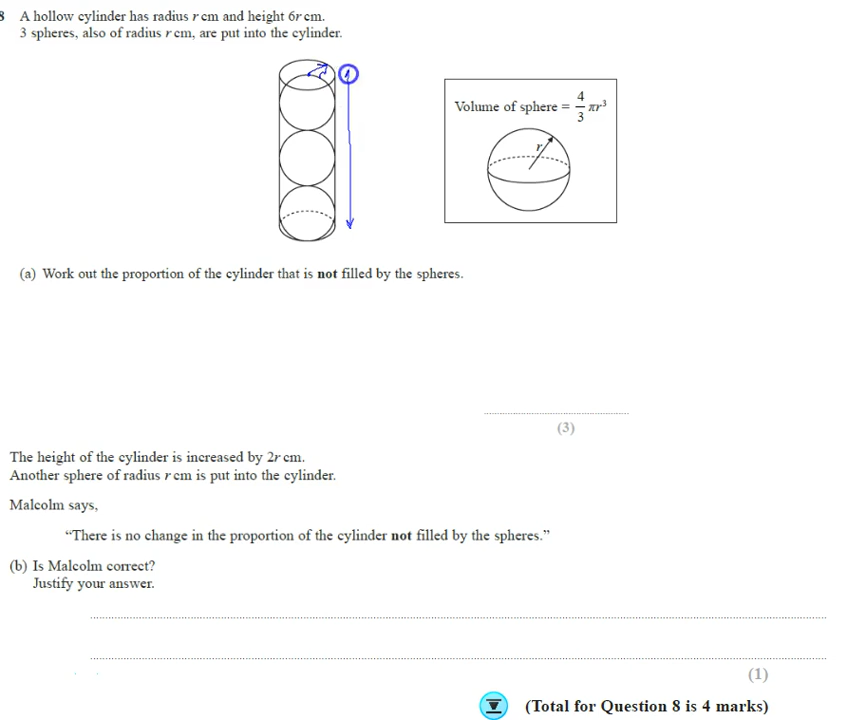 8 A hollow cylinder has radius r cm and height 6r cm.
3 spheres, also of radius r cm, are put into the cylinder.
1
Volume of sphere = 4/3 πr³
r
(a) Work out the proportion of the cylinder that is not filled by the spheres.
(3)
The height of the cylinder is increased by 2r cm.
Another sphere of radius r cm is put into the cylinder.
Malcolm says,
“There is no change in the proportion of the cylinder not filled by the spheres.”
(b) Is Malcolm correct?
Justify your answer.
(1)
(Total for Question 8 is 4 marks)